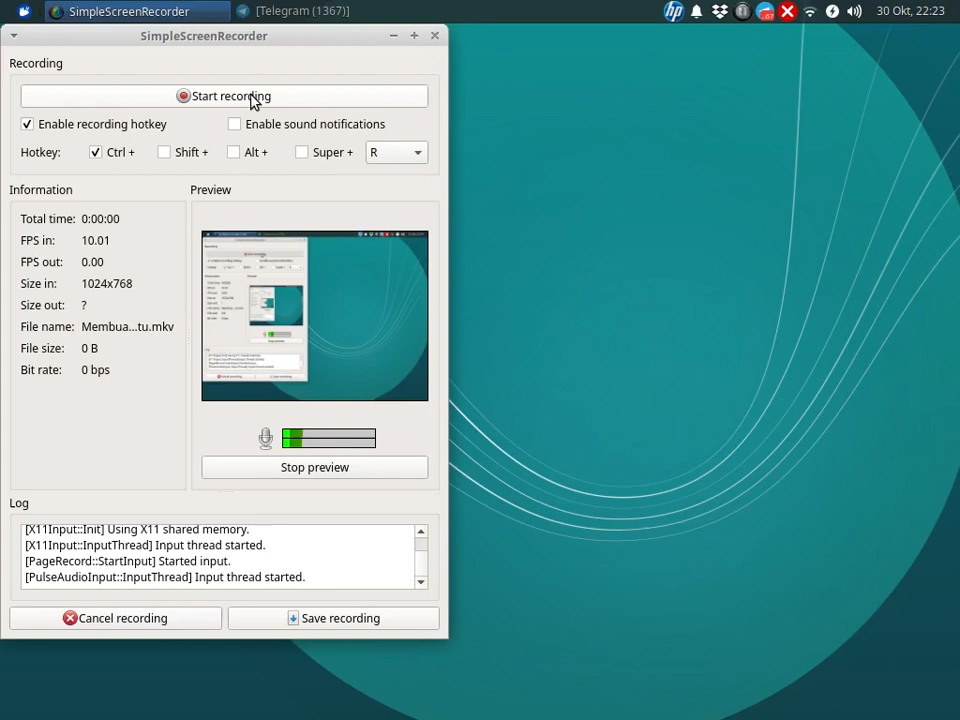 SimpleScreenRecorder
[Telegram (1367)]
30 Okt, 22:23
SimpleScreenRecorder
Recording
Start recording
Enable recording hotkey
Enable sound notifications
Hotkey: Ctrl + Shift + Alt + Super + R
Information
Preview
Total time: 0:00:00
FPS in: 10.01
FPS out: 0.00
Size in: 1024x768
Size out: ?
File name: Membua...tu.mkv
File size: 0 B
Bit rate: 0 bps
Stop preview
Log
[X11Input::Init] Using X11 shared memory.
[X11Input::InputThread] Input thread started.
[PageRecord::StartInput] Started input.
[PulseAudioInput::InputThread] Input thread started.
Cancel recording
Save recording